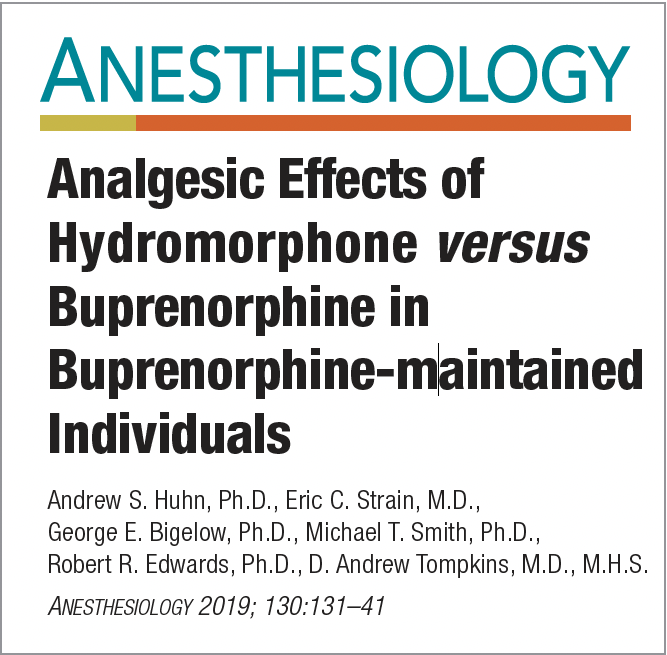 ANESTHESIOLOGY
Analgesic Effects of
Hydromorphone versus
Buprenorphine in
Buprenorphine-maintained
Individuals
Andrew S. Huhn, Ph.D., Eric C. Strain, M.D.,
George E. Bigelow, Ph.D., Michael T. Smith, Ph.D.,
Robert R. Edwards, Ph.D., D. Andrew Tompkins, M.D., M.H.S.
ANESTHESIOLOGY 2019; 130:131–41